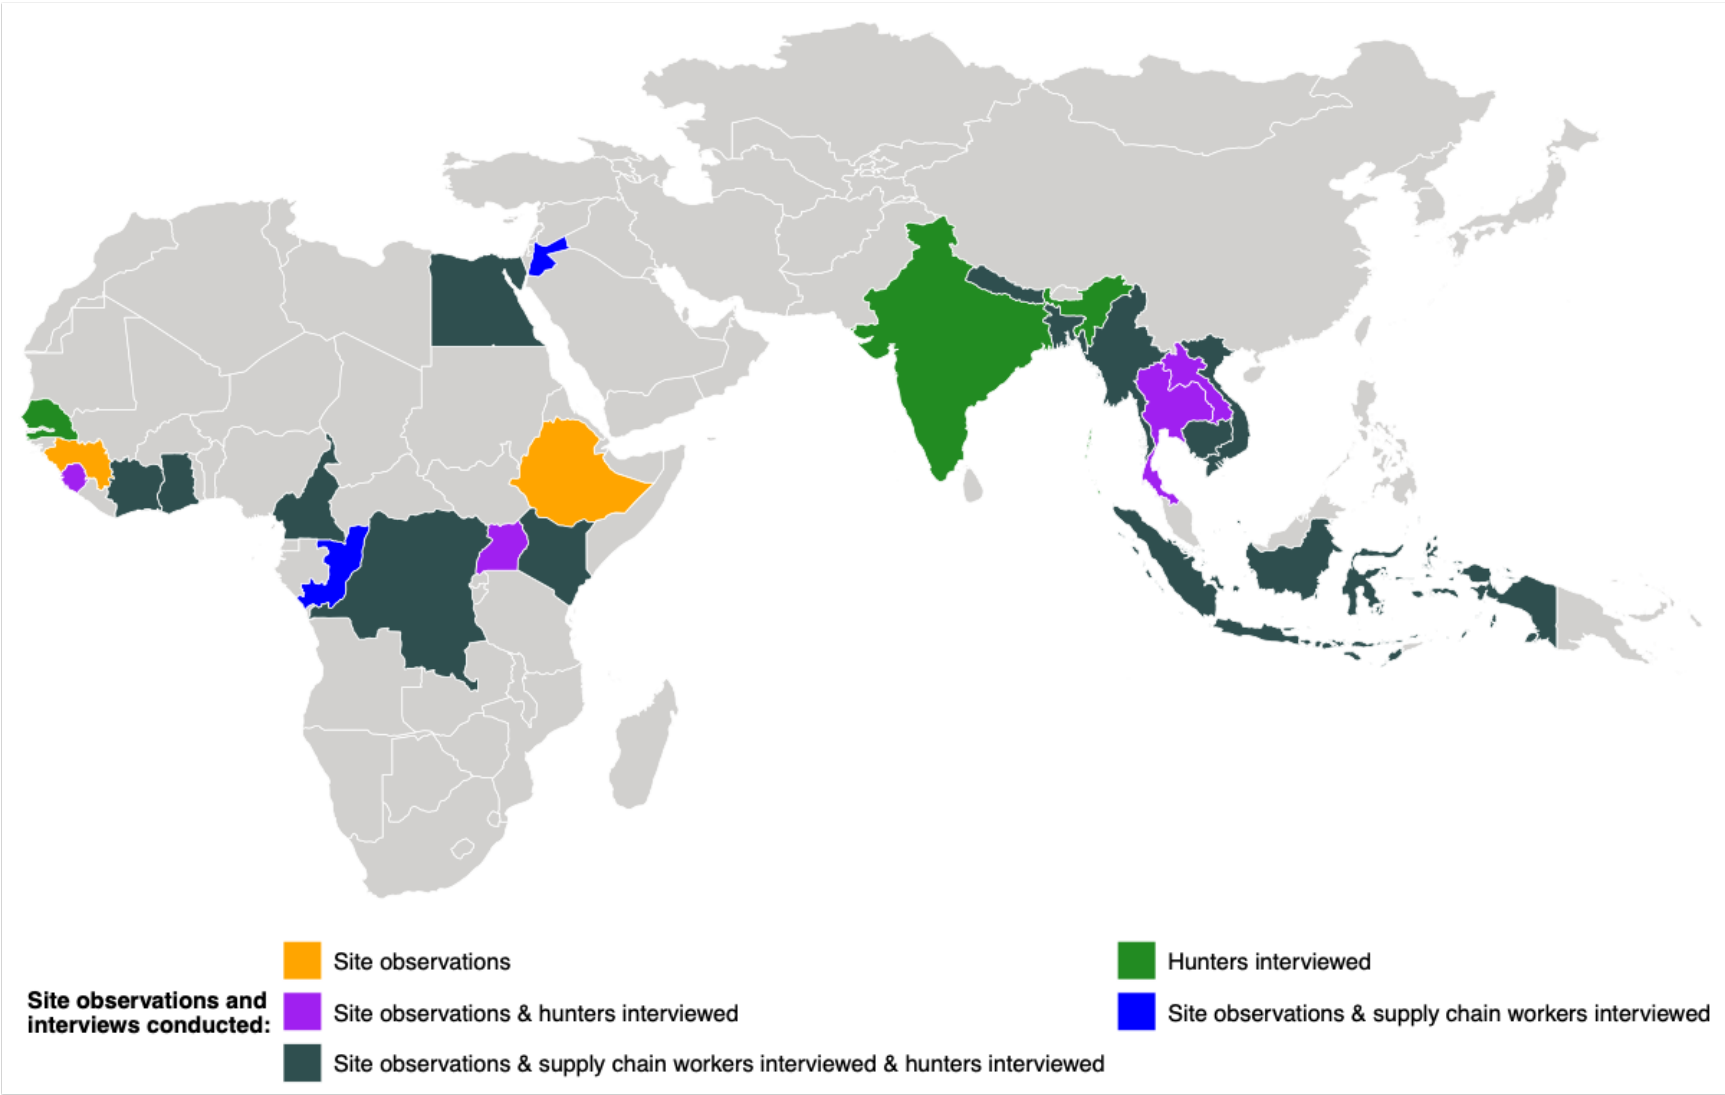 Site observations and
interviews conducted:
Site observations
Site observations & hunters interviewed
Site observations & supply chain workers interviewed & hunters interviewed
Hunters interviewed
Site observations & supply chain workers interviewed